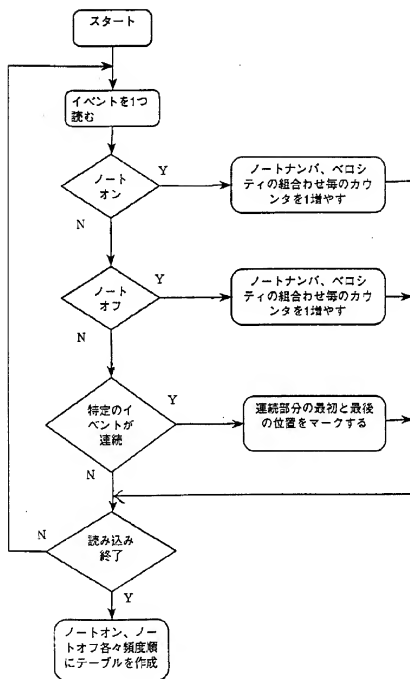 スタート
イベントを1つ
読む
ノート
オン
Y
N
ノートナンバ、ベロシ
ティの組合わせ毎のカウ
ンタを1増やす
ノート
オフ
Y
N
ノートナンバ、ベロシ
ティの組合わせ毎のカウ
ンタを1増やす
特定のイ
ベントが
連続
Y
N
連続部分の最初と最後
の位置をマークする
読み込み
終了
N
Y
ノートオン、ノー
トオフ各々頻度順
にテーブルを作成